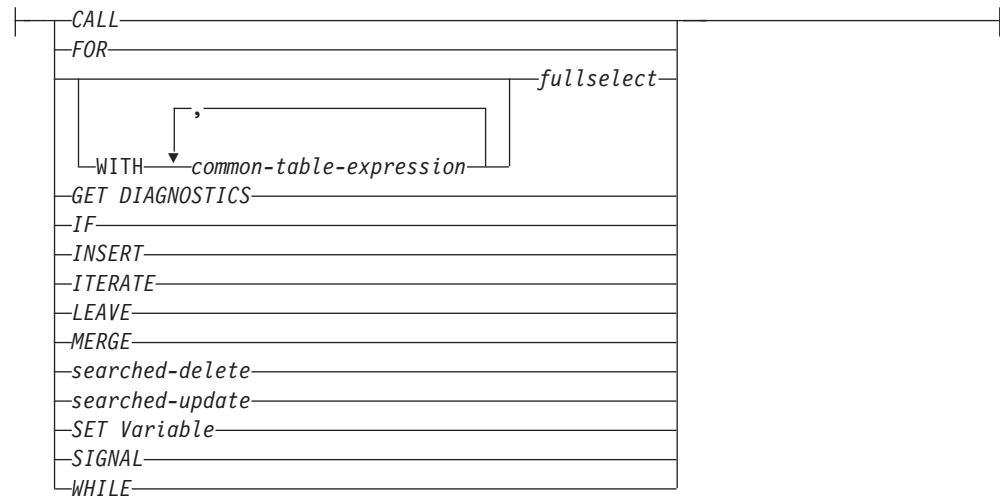 CALL
FOR
fullselect
,
WITH common-table-expression
GET DIAGNOSTICS
IF
INSERT
ITERATE
LEAVE
MERGE
searched-delete
searched-update
SET Variable
SIGNAL
WHILE